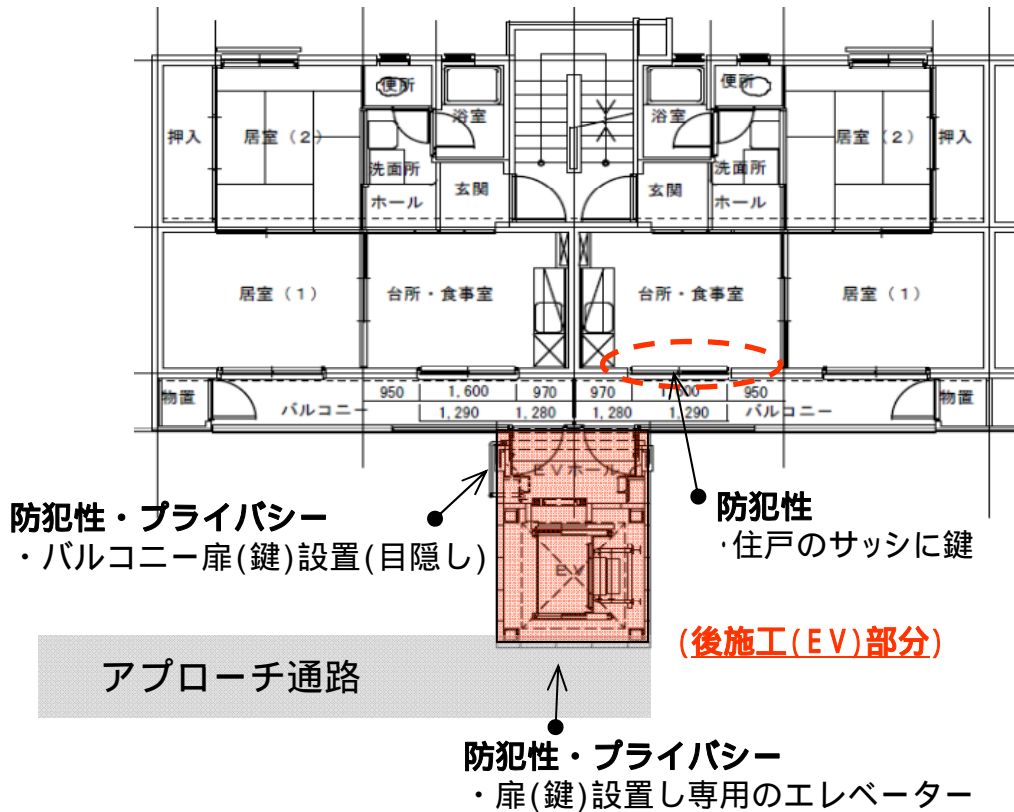 便所 便所
浴室 浴室
押入 居室（2） 居室（2） 押入
洗面所 洗面所
玄関 玄関
ホール ホール
居室（1） 台所・食事室 台所・食事室 居室（1）
物置 950 1,600 970 970 1,600 950 物置
バルコニー 1,290 1,280 1,280 1,290 バルコニー
EVホール
防犯性・プライバシー
・バルコニー扉(鍵)設置(目隠し)
防犯性
・住戸のサッシに鍵
EV
(後施工(EV)部分)
アプローチ通路
防犯性・プライバシー
・扉(鍵)設置し専用のエレベーター